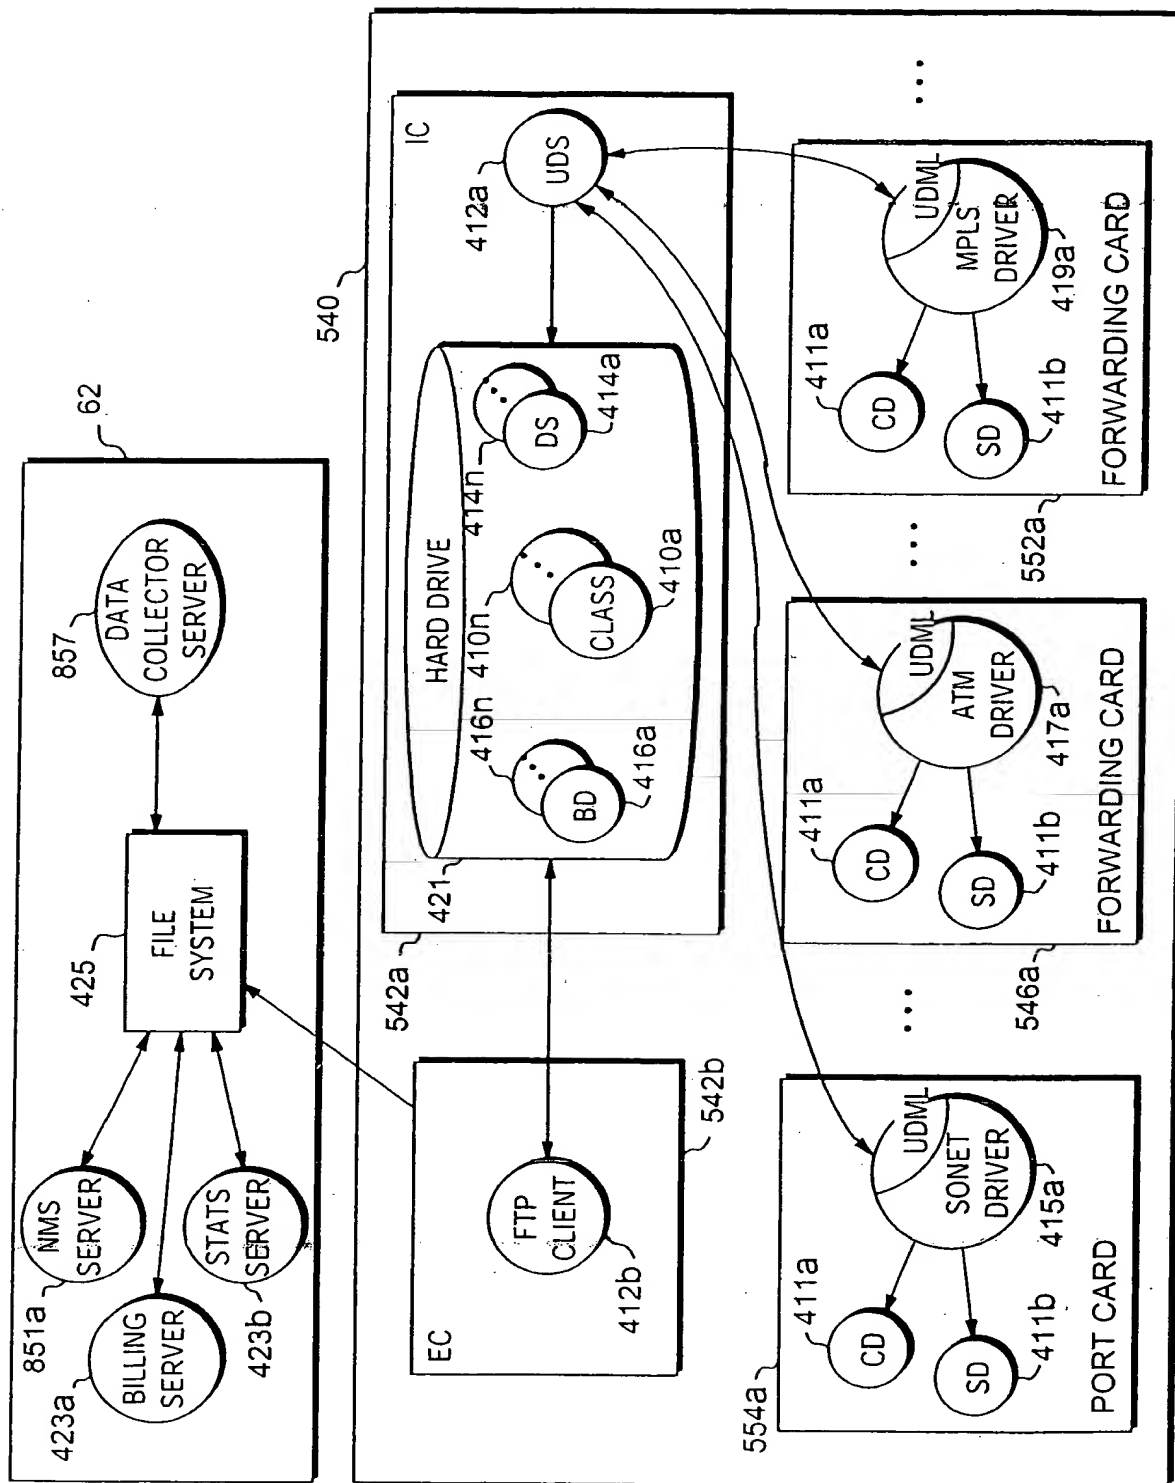 62
857
DATA
COLLECTOR
SERVER
425
FILE
SYSTEM
851a
NMS
SERVER
423a
BILLING
SERVER
STATS
SERVER
423b
540
EC
FTP
CLIENT
412b
542b
542a
421
HARD DRIVE
416n
BD
416a
410n
CLASS
410a
414n
DS
414a
IC
412a
UDS
554a
411a
CD
SD
411b
UDML
SONET
DRIVER
415a
PORT CARD
• • •
546a
411a
CD
SD
411b
UDML
ATM
DRIVER
417a
FORWARDING CARD
• • •
552a
411a
CD
SD
411b
UDML
MPLS
DRIVER
419a
FORWARDING CARD
• • •